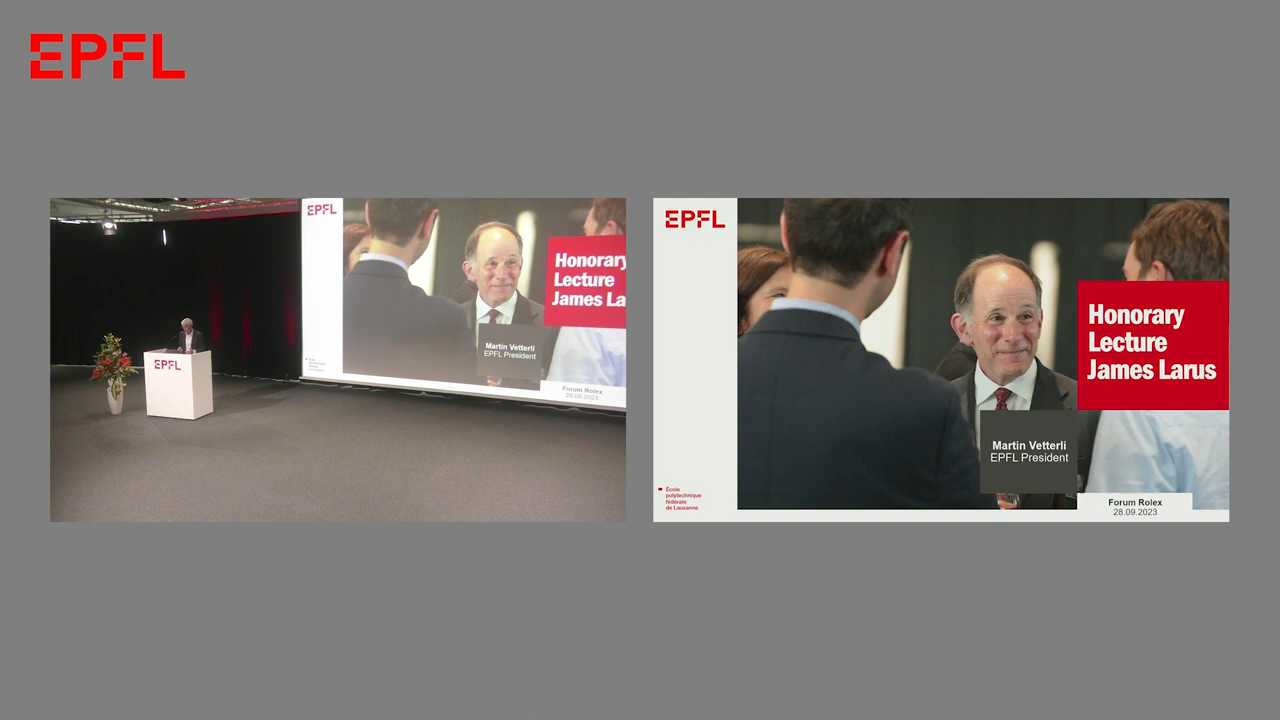 EPFL
EPFL
Honorary
Lecture
James La
Martin Vetterli
EPFL President
Forum Rolex
28.09.2023
EPFL
EPFL
Honorary
Lecture
James Larus
Martin Vetterli
EPFL President
École
polytechnique
fédérale
de Lausanne
Forum Rolex
28.09.2023